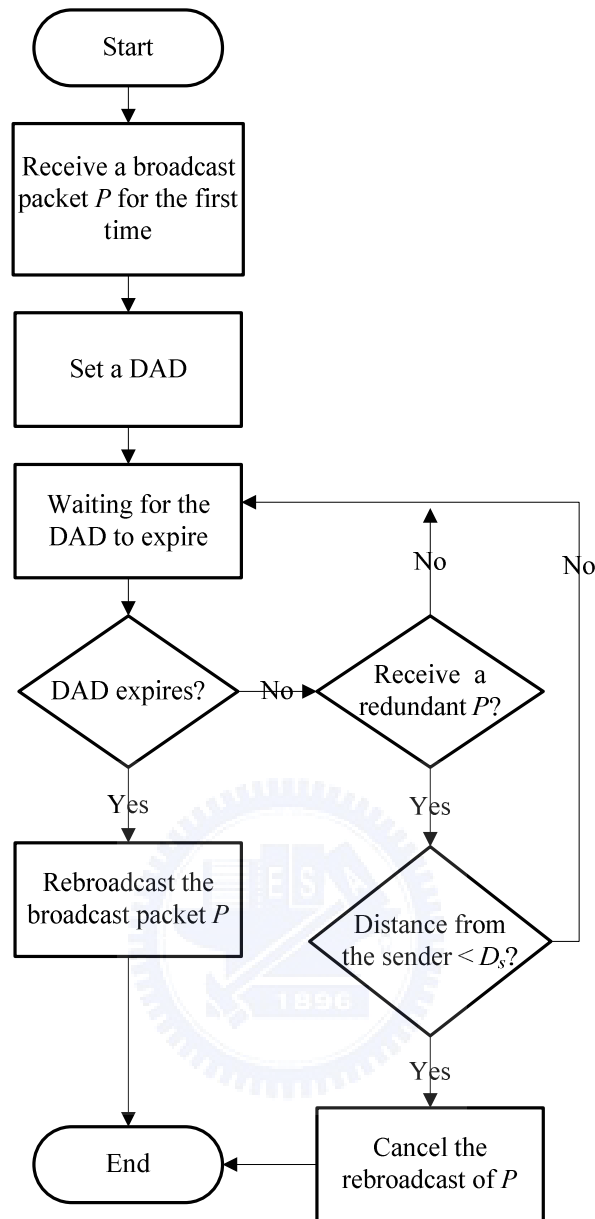 Start
Receive a broadcast
packet P for the first
time
Set a DAD
Waiting for the
DAD to expire
No
No
DAD expires?
No
Receive a
redundant P?
Yes
Yes
Rebroadcast the
broadcast packet P
Distance from
the sender < Ds?
E S A
1896
Yes
End
Cancel the
rebroadcast of P